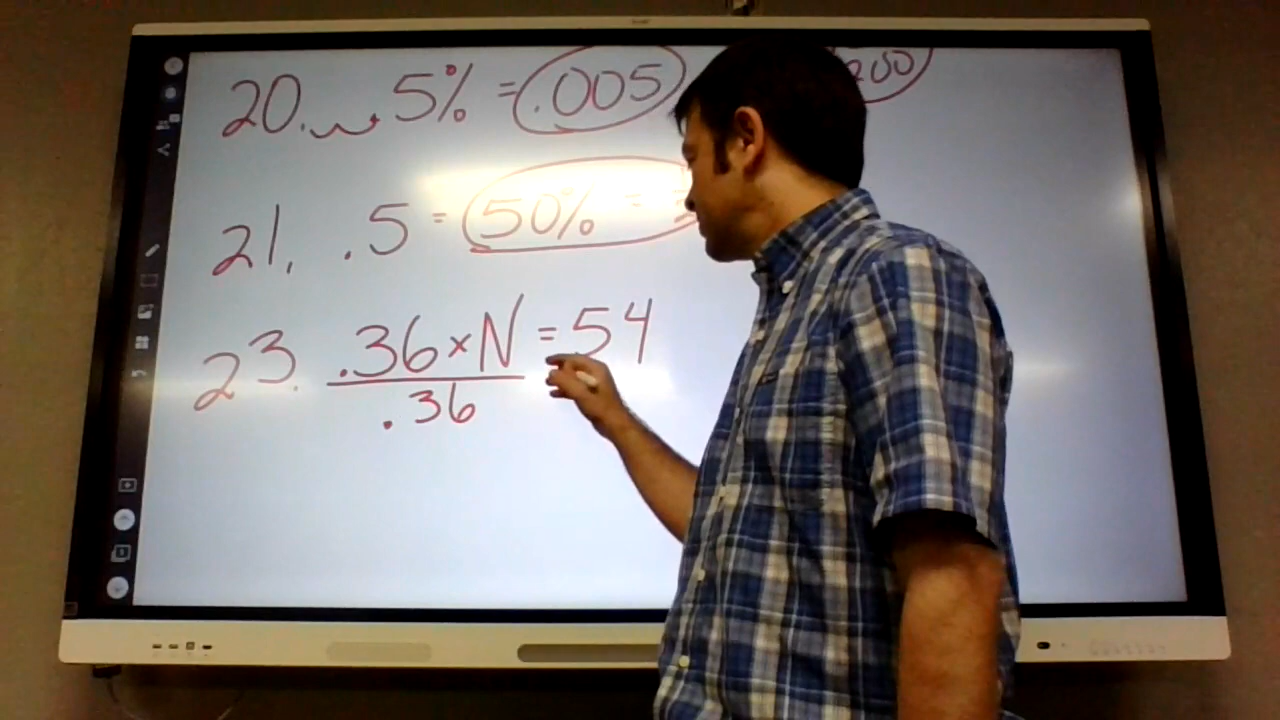 20. .5% = .005 200
21. .5 = 50% =
23. .36 x N = 54
.36